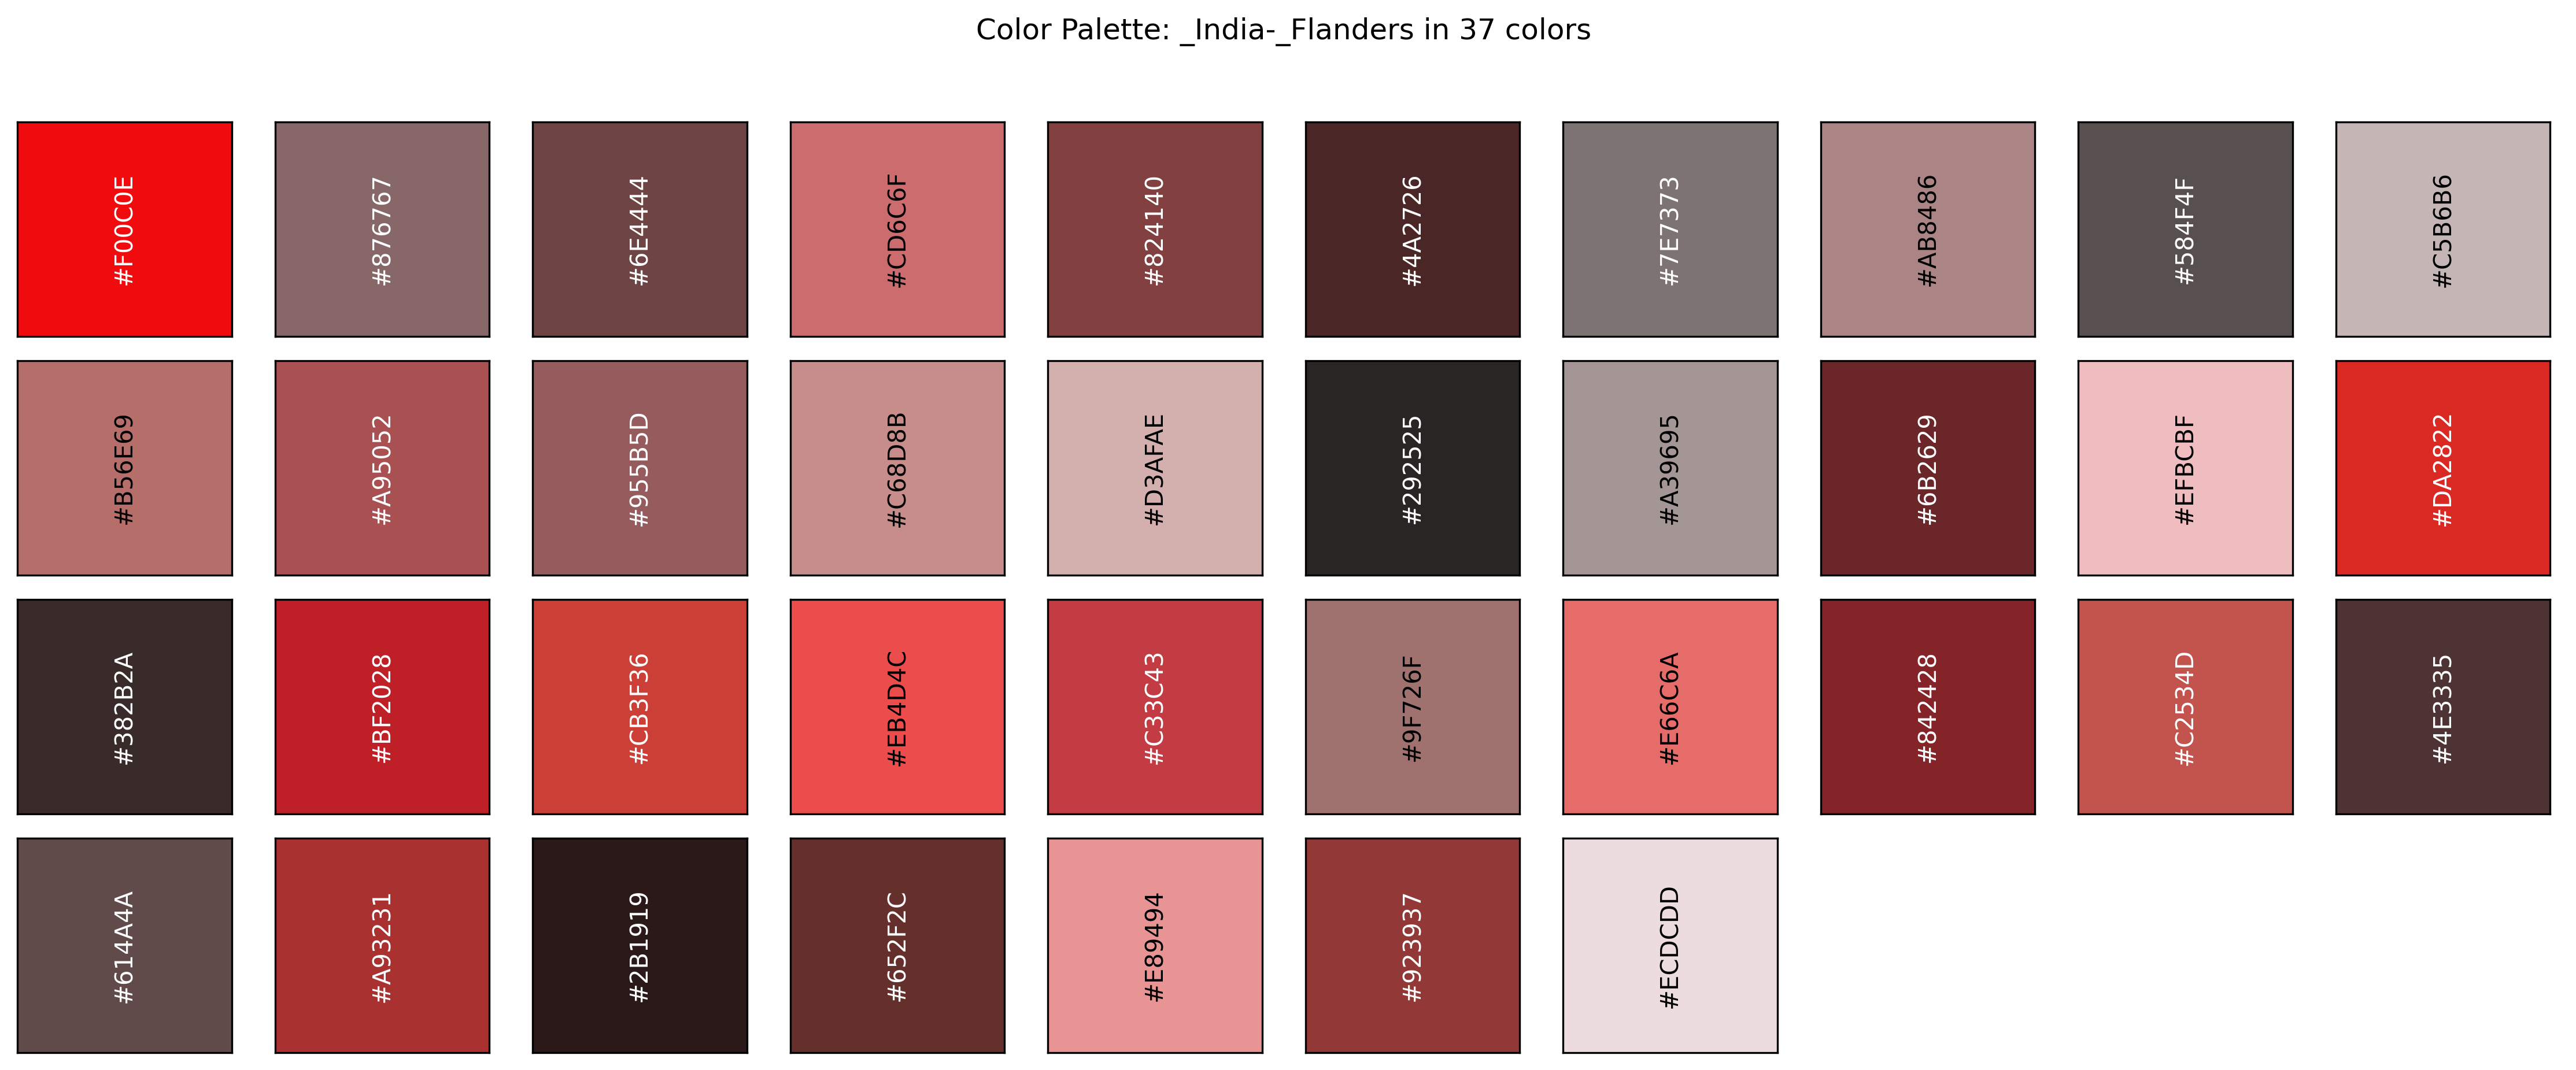 Color Palette: _India-_Flanders in 37 colors
#F00C0E
#876767
#6E4444
#CD6C6F
#824140
#4A2726
#7E7373
#AB8486
#584F4F
#C5B6B6
#B56E69
#A95052
#955B5D
#C68D8B
#D3AFAE
#292525
#A39695
#6B2629
#EFBCBF
#DA2822
#382B2A
#BF2028
#CB3F36
#EB4D4C
#C33C43
#9F726F
#E66C6A
#842428
#C2534D
#4E3335
#614A4A
#A93231
#2B1919
#652F2C
#E89494
#923937
#ECDCDD